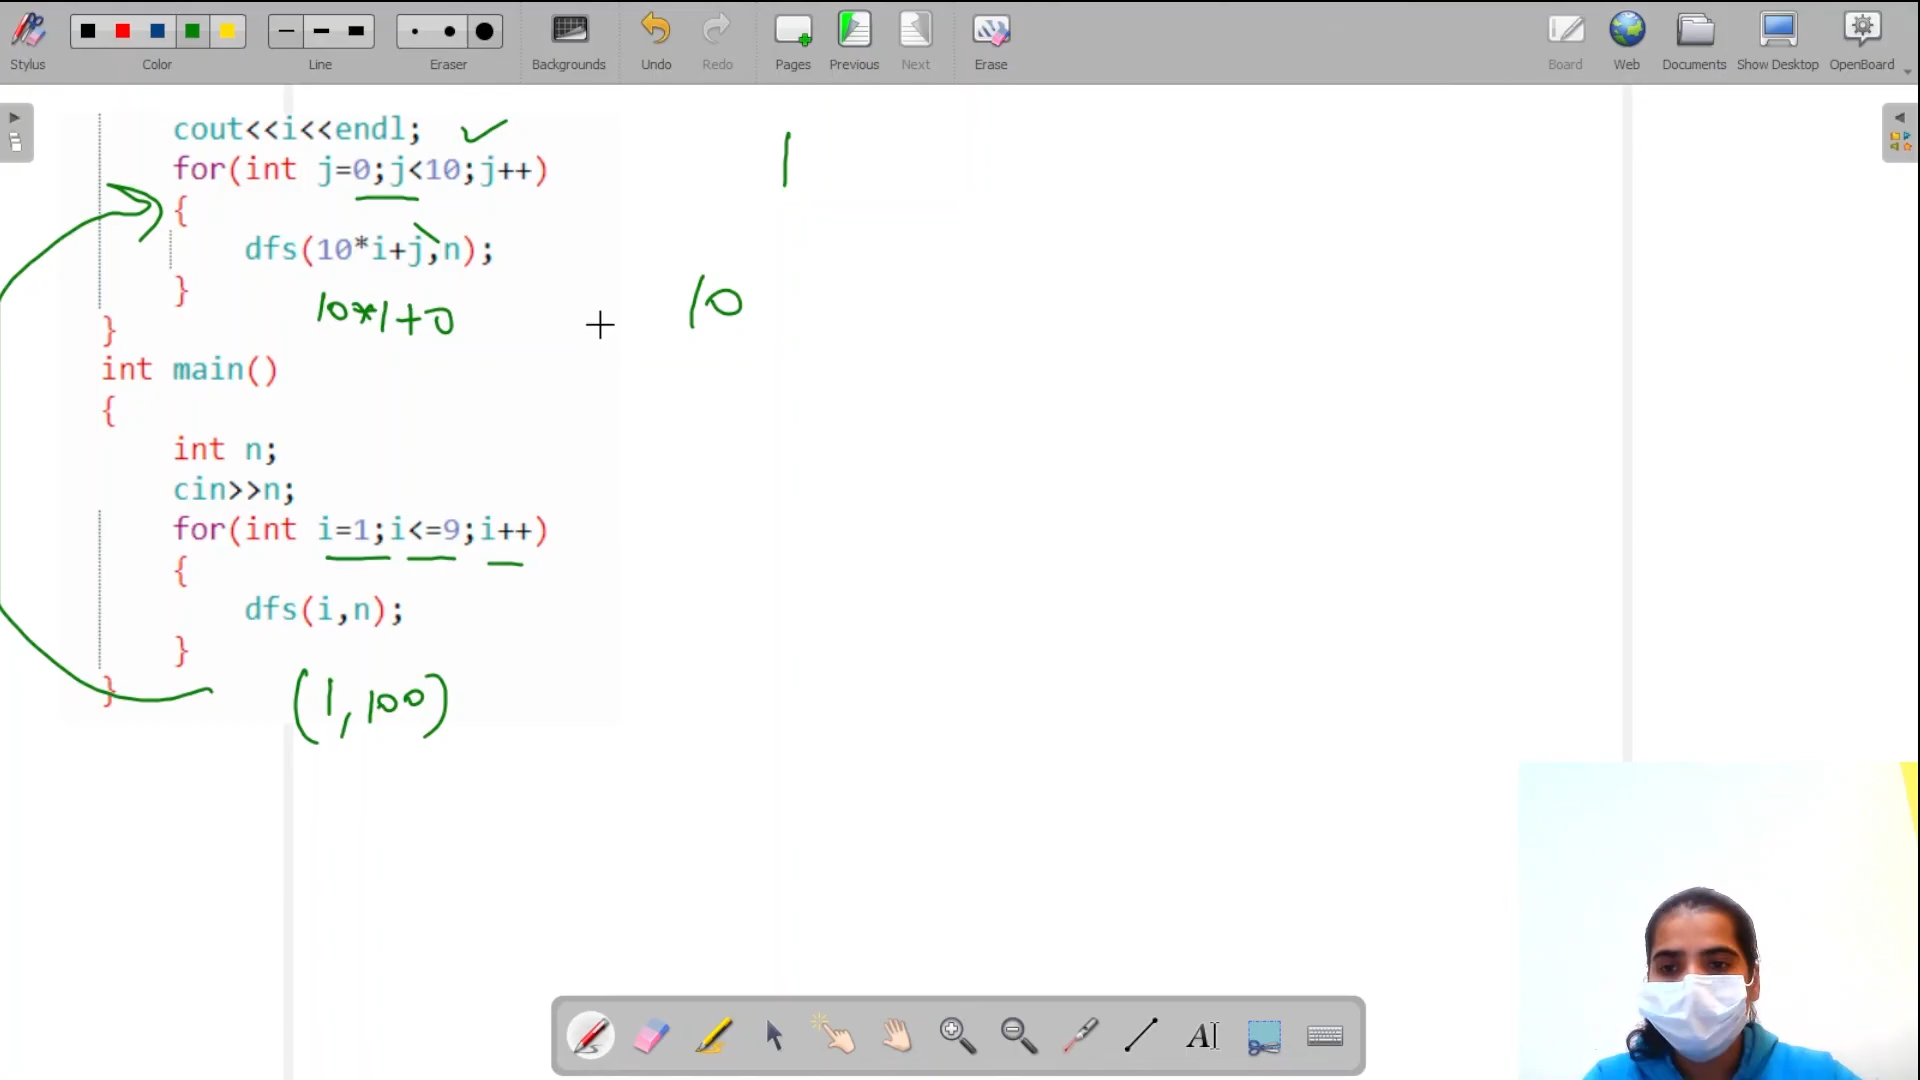 Stylus
Color
Line
Eraser
Backgrounds
Undo
Redo
Pages
Previous
Next
Erase
Board
Web
Documents
Show Desktop
OpenBoard
cout<<i<<endl;
for(int j=0;j<10;j++)
{
dfs(10*i+j,n);
}
10*1+0
}
int main()
{
int n;
cin>>n;
for(int i=1;i<=9;i++)
{
dfs(i,n);
}
}
(1,100)
1
10
AI